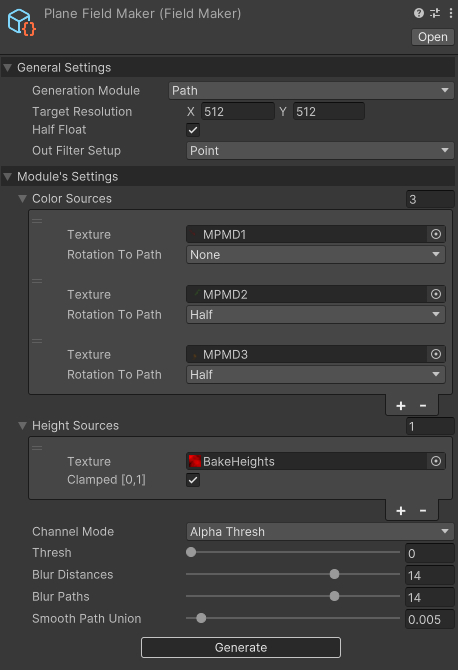 Plane Field Maker (Field Maker)
Open
General Settings
Generation Module Path
Target Resolution X 512 Y 512
Half Float
Out Filter Setup Point
Module's Settings
Color Sources 3
Texture MPMD1
Rotation To Path None
Texture MPMD2
Rotation To Path Half
Texture MPMD3
Rotation To Path Half
+ -
Height Sources 1
Texture BakeHeights
Clamped [0,1]
+ -
Channel Mode Alpha Thresh
Thresh 0
Blur Distances 14
Blur Paths 14
Smooth Path Union 0.005
Generate